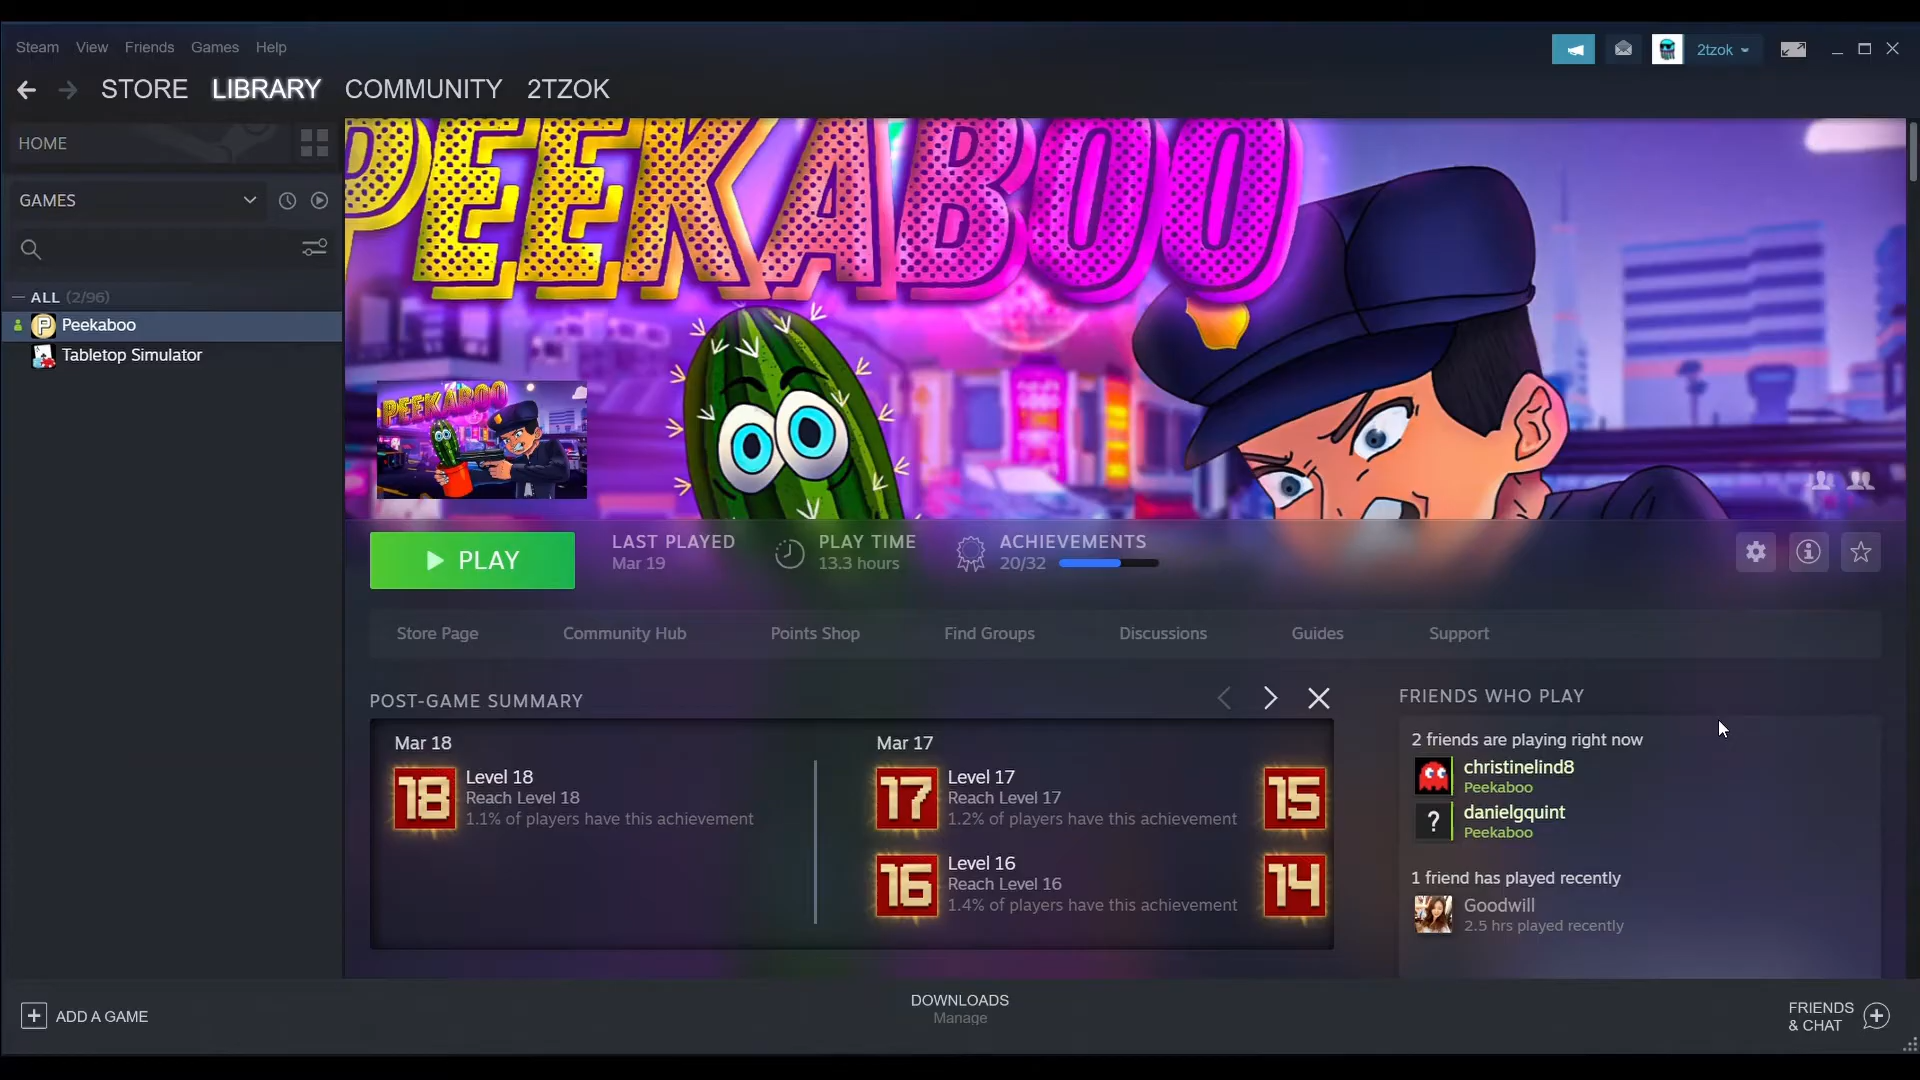 Steam View Friends Games Help
2tzok
STORE LIBRARY COMMUNITY 2TZOK
HOME
GAMES
ALL (2/96)
Peekaboo
Tabletop Simulator
PEEKABOO
PEEKABOO
PLAY
LAST PLAYED
Mar 19
PLAY TIME
13.3 hours
ACHIEVEMENTS
20/32
Store Page Community Hub Points Shop Find Groups Discussions Guides Support
POST-GAME SUMMARY
Mar 18
18
Level 18
Reach Level 18
1.1% of players have this achievement
Mar 17
17
Level 17
Reach Level 17
1.2% of players have this achievement
15
16
Level 16
Reach Level 16
1.4% of players have this achievement
14
FRIENDS WHO PLAY
2 friends are playing right now
christinelind8
Peekaboo
?
danielgquint
Peekaboo
1 friend has played recently
Goodwill
2.5 hrs played recently
ADD A GAME
DOWNLOADS
Manage
FRIENDS
& CHAT